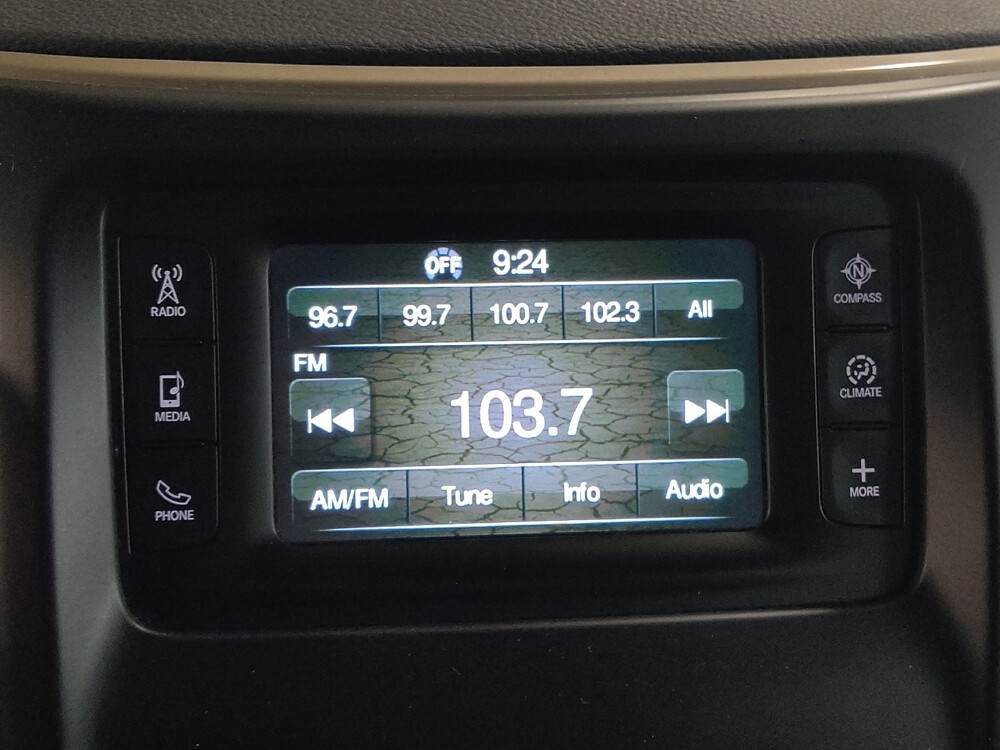 OFF 9:24
96.7 99.7 100.7 102.3 All
FM
103.7
AM/FM Tune Info Audio
RADIO
MEDIA
PHONE
N
COMPASS
CLIMATE
MORE